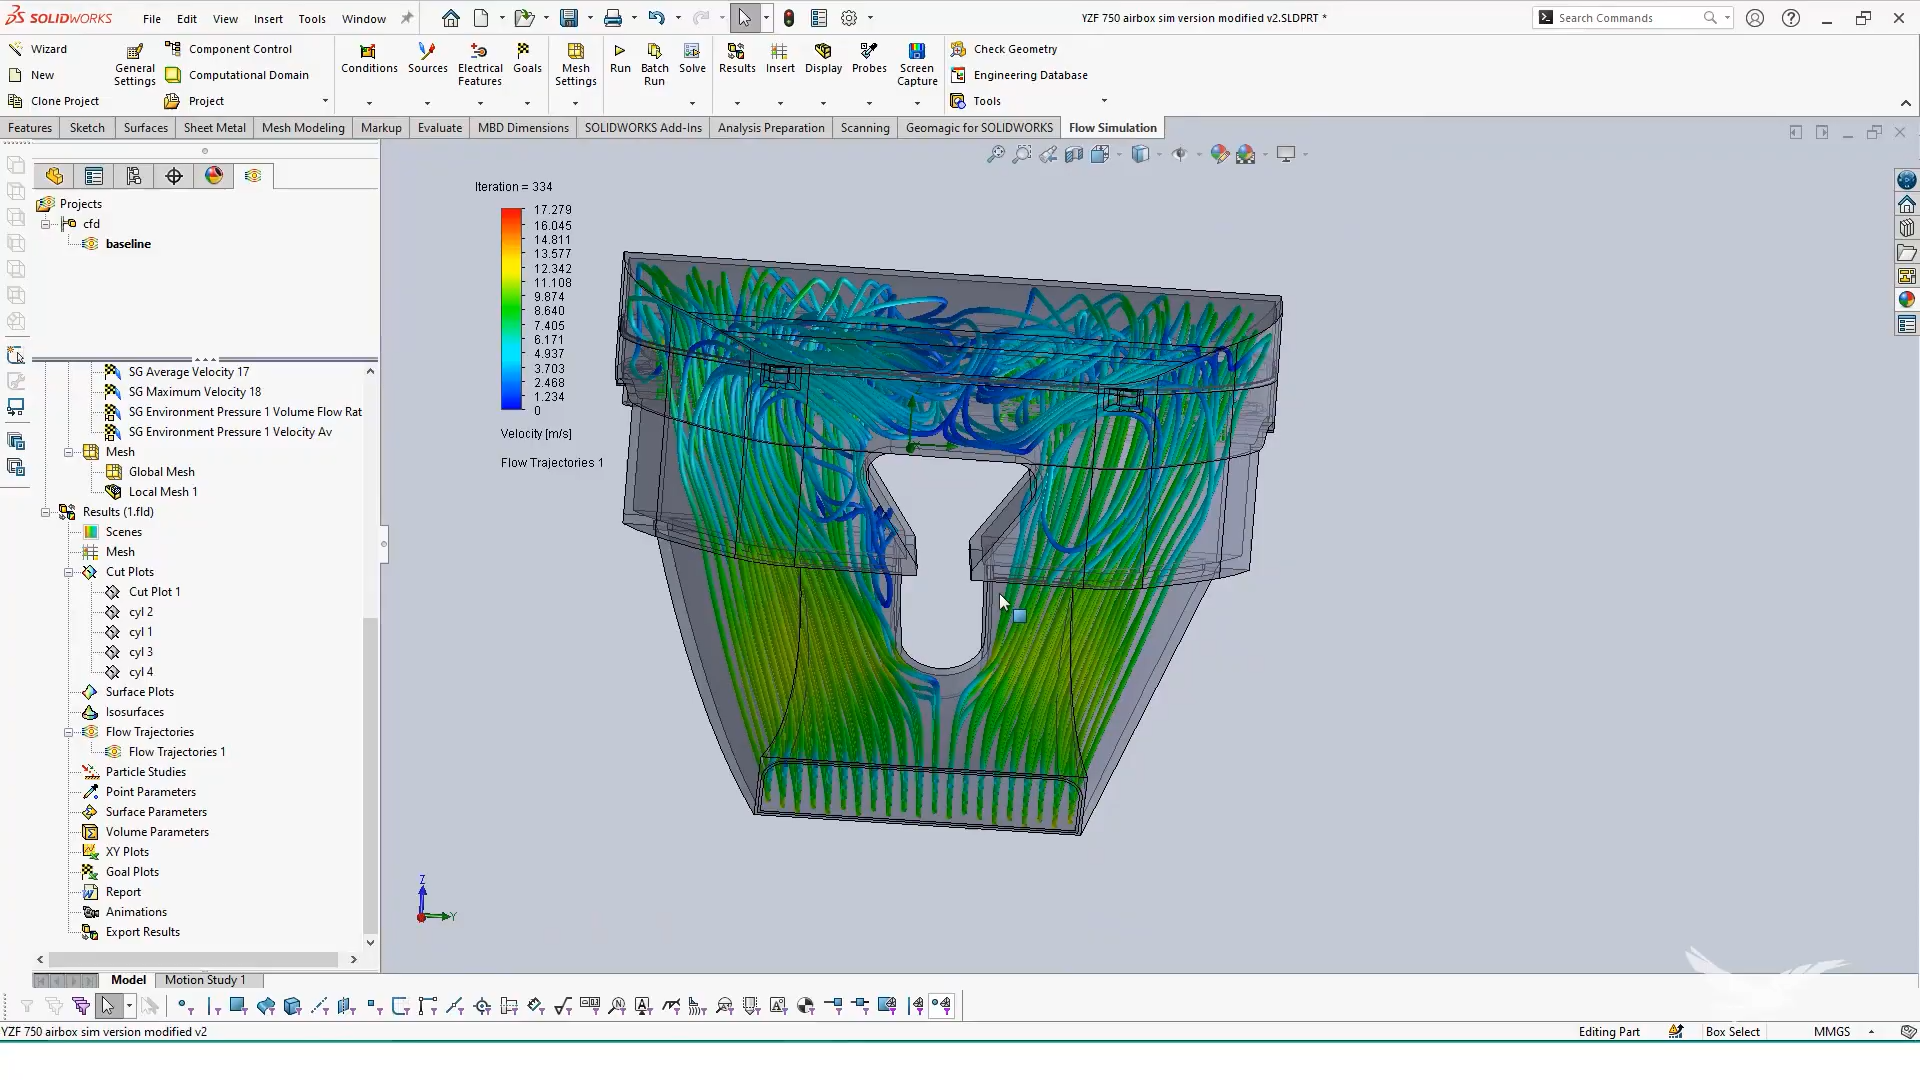 SOLIDWORKS File Edit View Insert Tools Window YZF 750 airbox sim version modified v2.SLDPRT * Search Commands
Wizard
New
Clone Project
General Settings
Component Control
Computational Domain
Project
Conditions
Sources
Electrical Features
Goals
Mesh Settings
Run
Batch Run
Solve
Results
Insert
Display
Probes
Screen Capture
Check Geometry
Engineering Database
Tools
Features Sketch Surfaces Sheet Metal Mesh Modeling Markup Evaluate MBD Dimensions SOLIDWORKS Add-Ins Analysis Preparation Scanning Geomagic for SOLIDWORKS Flow Simulation
Projects
cfd
baseline
SG Average Velocity 17
SG Maximum Velocity 18
SG Environment Pressure 1 Volume Flow Rat
SG Environment Pressure 1 Velocity Av
Mesh
Global Mesh
Local Mesh 1
Results (1.fld)
Scenes
Mesh
Cut Plots
Cut Plot 1
cyl 2
cyl 1
cyl 3
cyl 4
Surface Plots
Isosurfaces
Flow Trajectories
Flow Trajectories 1
Particle Studies
Point Parameters
Surface Parameters
Volume Parameters
XY Plots
Goal Plots
Report
Animations
Export Results
Iteration = 334
17.279
16.045
14.811
13.577
12.342
11.108
9.874
8.640
7.405
6.171
4.937
3.703
2.468
1.234
0
Velocity [m/s]
Flow Trajectories 1
Z
Y
Model Motion Study 1
YZF 750 airbox sim version modified v2 Editing Part Box Select MMGS